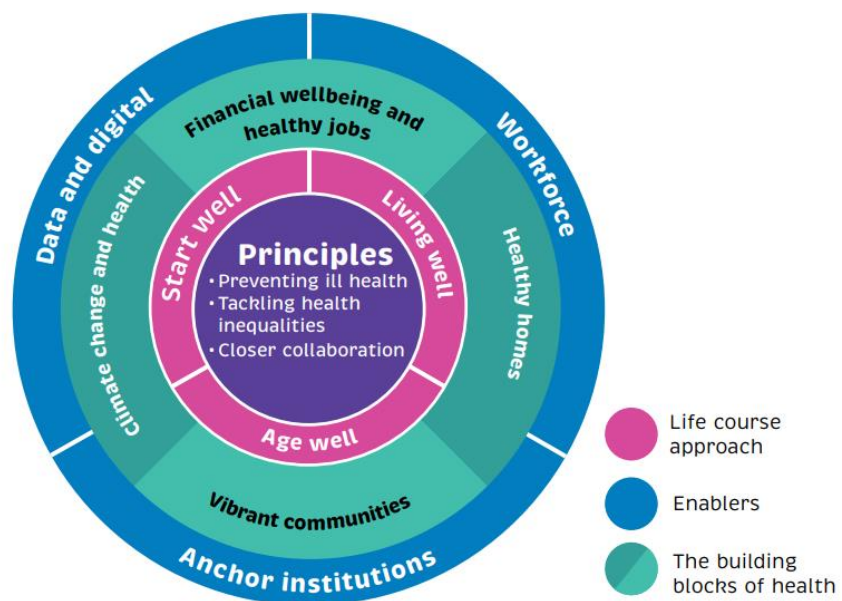 Data and digital
Workforce
Anchor institutions
Financial wellbeing and
healthy jobs
Climate change and health
Healthy homes
Vibrant communities
Start well
Living well
Age well
Principles
• Preventing ill health
• Tackling health
inequalities
• Closer collaboration
Life course
approach
Enablers
The building
blocks of health